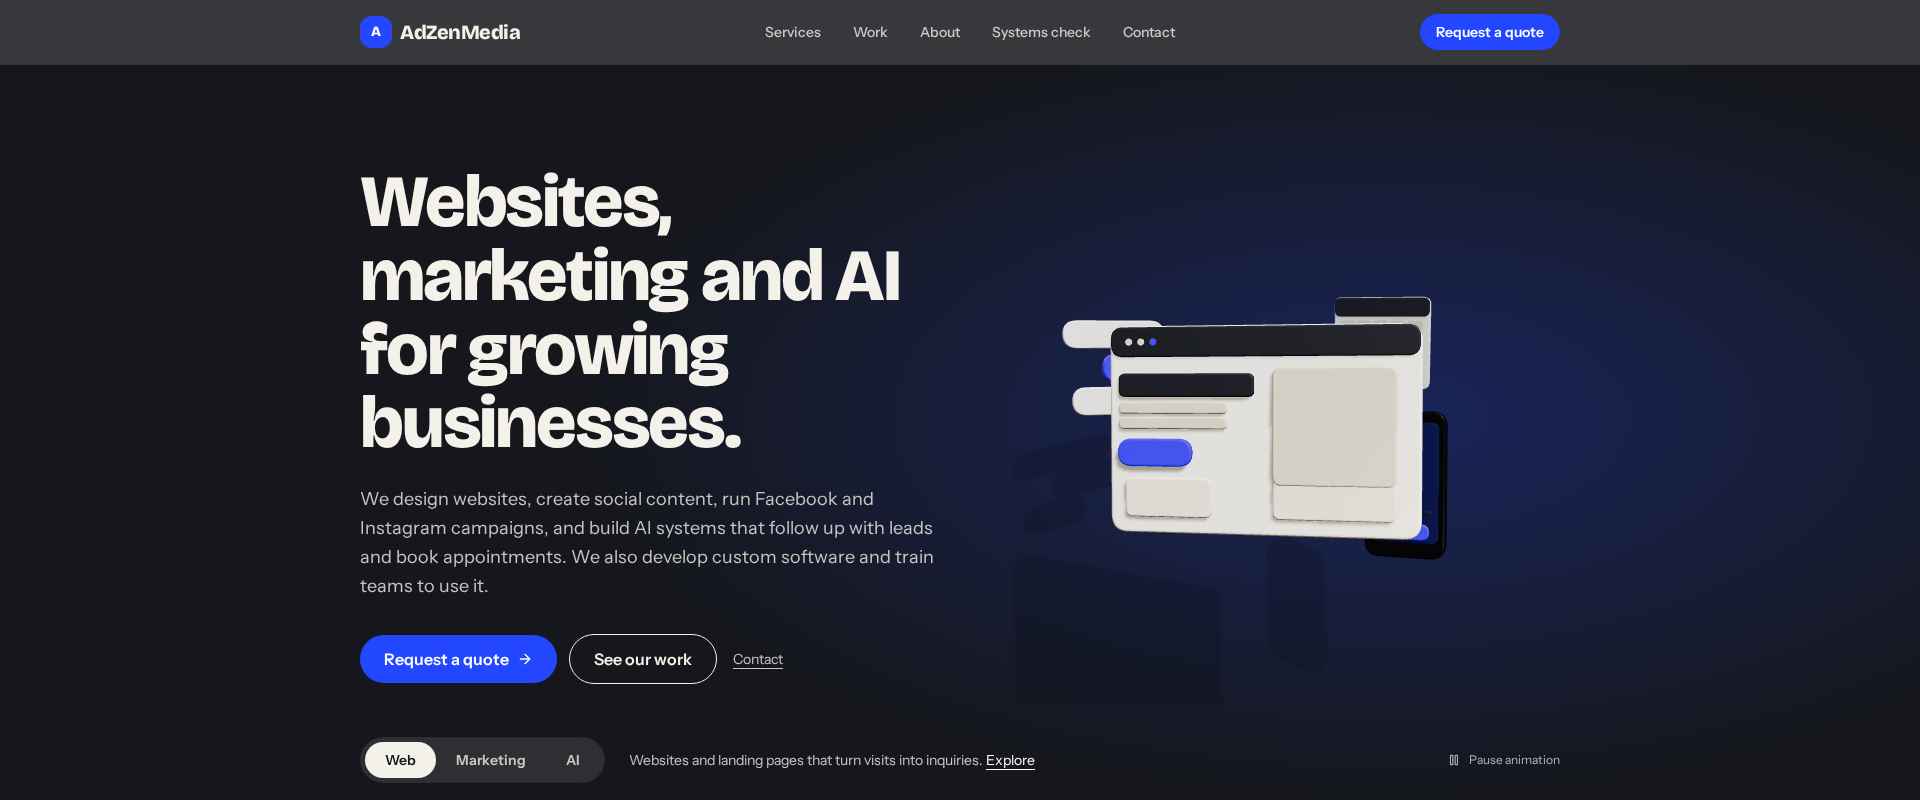 A AdZenMedia
Services Work About Systems check Contact
Request a quote
Websites,
marketing and AI
for growing
businesses.
We design websites, create social content, run Facebook and
Instagram campaigns, and build AI systems that follow up with leads
and book appointments. We also develop custom software and train
teams to use it.
Request a quote → See our work Contact
Web Marketing AI
Websites and landing pages that turn visits into inquiries. Explore
Pause animation